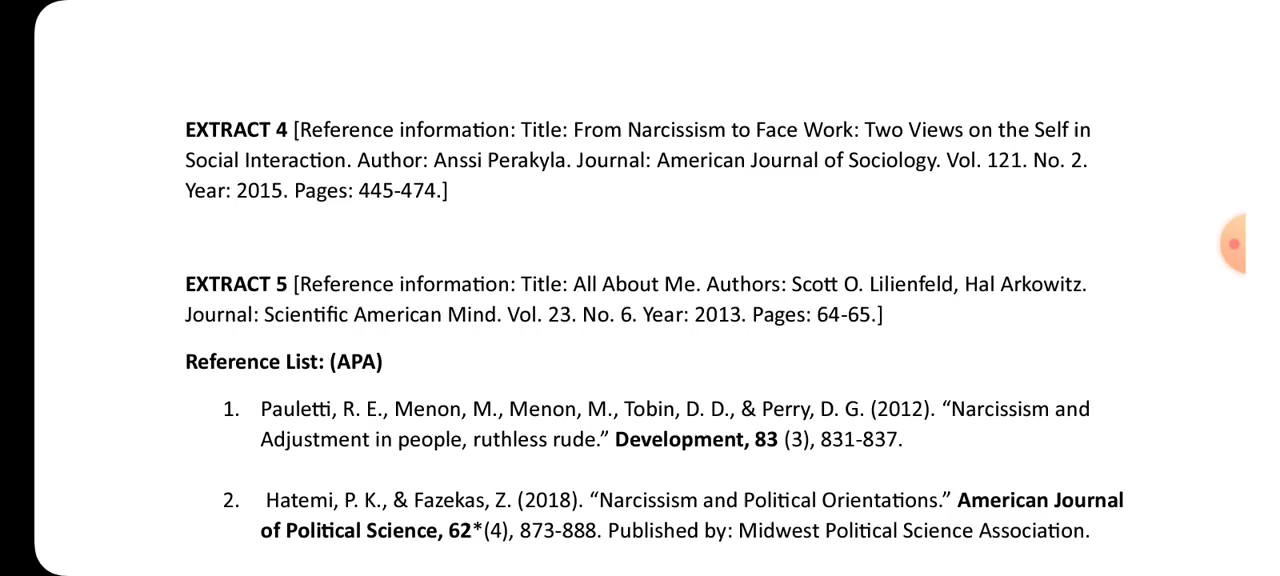 EXTRACT 4 [Reference information: Title: From Narcissism to Face Work: Two Views on the Self in
Social Interaction. Author: Anssi Perakyla. Journal: American Journal of Sociology. Vol. 121. No. 2.
Year: 2015. Pages: 445-474.]
EXTRACT 5 [Reference information: Title: All About Me. Authors: Scott O. Lilienfeld, Hal Arkowitz.
Journal: Scientific American Mind. Vol. 23. No. 6. Year: 2013. Pages: 64-65.]
Reference List: (APA)
1. Pauletti, R. E., Menon, M., Menon, M., Tobin, D. D., & Perry, D. G. (2012). “Narcissism and
Adjustment in people, ruthless rude.” Development, 83 (3), 831-837.
2. Hatemi, P. K., & Fazekas, Z. (2018). “Narcissism and Political Orientations.” American Journal
of Political Science, 62*(4), 873-888. Published by: Midwest Political Science Association.